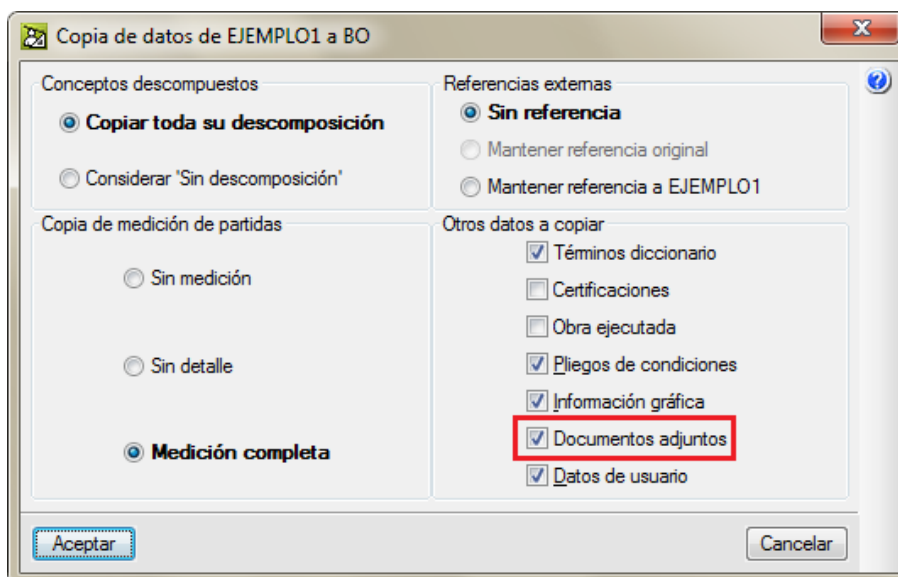 Copia de datos de EJEMPLO1 a BO
Conceptos descompuestos
Copiar toda su descomposición
Considerar 'Sin descomposición'
Referencias externas
Sin referencia
Mantener referencia original
Mantener referencia a EJEMPLO1
Copia de medición de partidas
Sin medición
Sin detalle
Medición completa
Otros datos a copiar
Términos diccionario
Certificaciones
Obra ejecutada
Pliegos de condiciones
Información gráfica
Documentos adjuntos
Datos de usuario
Aceptar
Cancelar